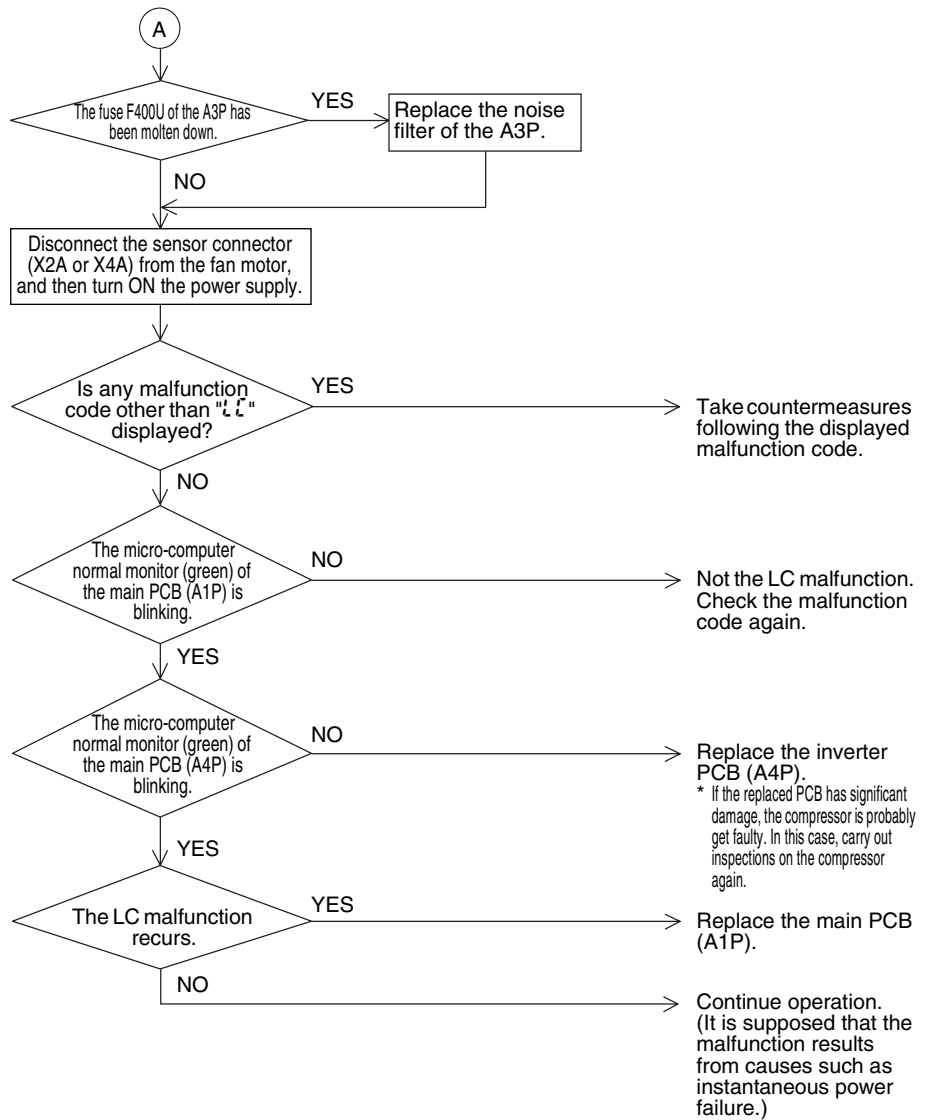 A
The fuse F400U of the A3P has
been molten down.
YES
Replace the noise
filter of the A3P.
NO
Disconnect the sensor connector
(X2A or X4A) from the fan motor,
and then turn ON the power supply.
Is any malfunction
code other than "LC"
displayed?
YES
Take countermeasures
following the displayed
malfunction code.
NO
The micro-computer
normal monitor (green) of
the main PCB (A1P) is
blinking.
NO
Not the LC malfunction.
Check the malfunction
code again.
YES
The micro-computer
normal monitor (green) of
the main PCB (A4P) is
blinking.
NO
Replace the inverter
PCB (A4P).
* If the replaced PCB has significant
damage, the compressor is probably
get faulty. In this case, carry out
inspections on the compressor
again.
YES
The LC malfunction
recurs.
YES
Replace the main PCB
(A1P).
NO
Continue operation.
(It is supposed that the
malfunction results
from causes such as
instantaneous power
failure.)